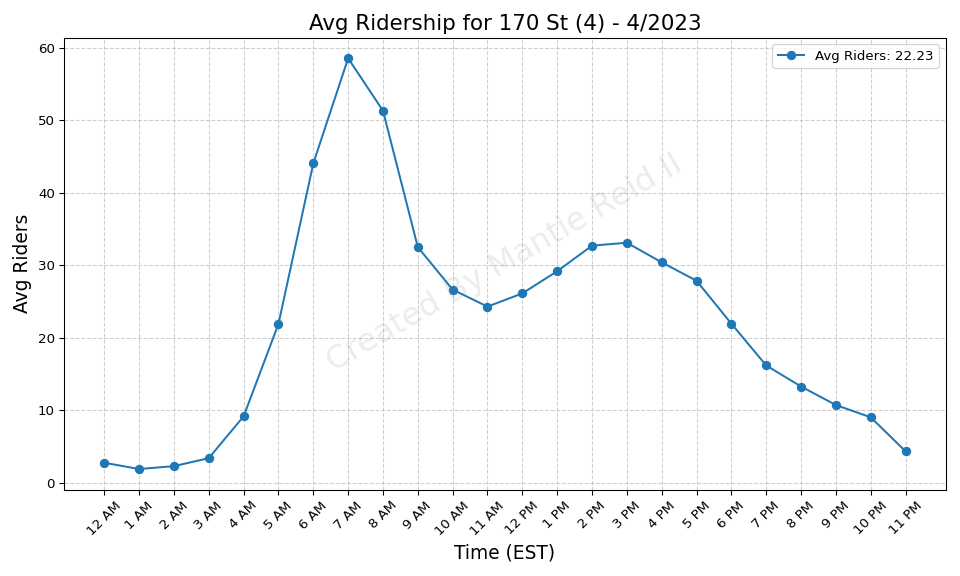 Avg Ridership for 170 St (4) - 4/2023
Avg Riders: 22.23
60
50
40
30
20
10
0
Avg Riders
Created By Mantie Reid II
12 AM
1 AM
2 AM
3 AM
4 AM
5 AM
6 AM
7 AM
8 AM
9 AM
10 AM
11 AM
12 PM
1 PM
2 PM
3 PM
4 PM
5 PM
6 PM
7 PM
8 PM
9 PM
10 PM
11 PM
Time (EST)